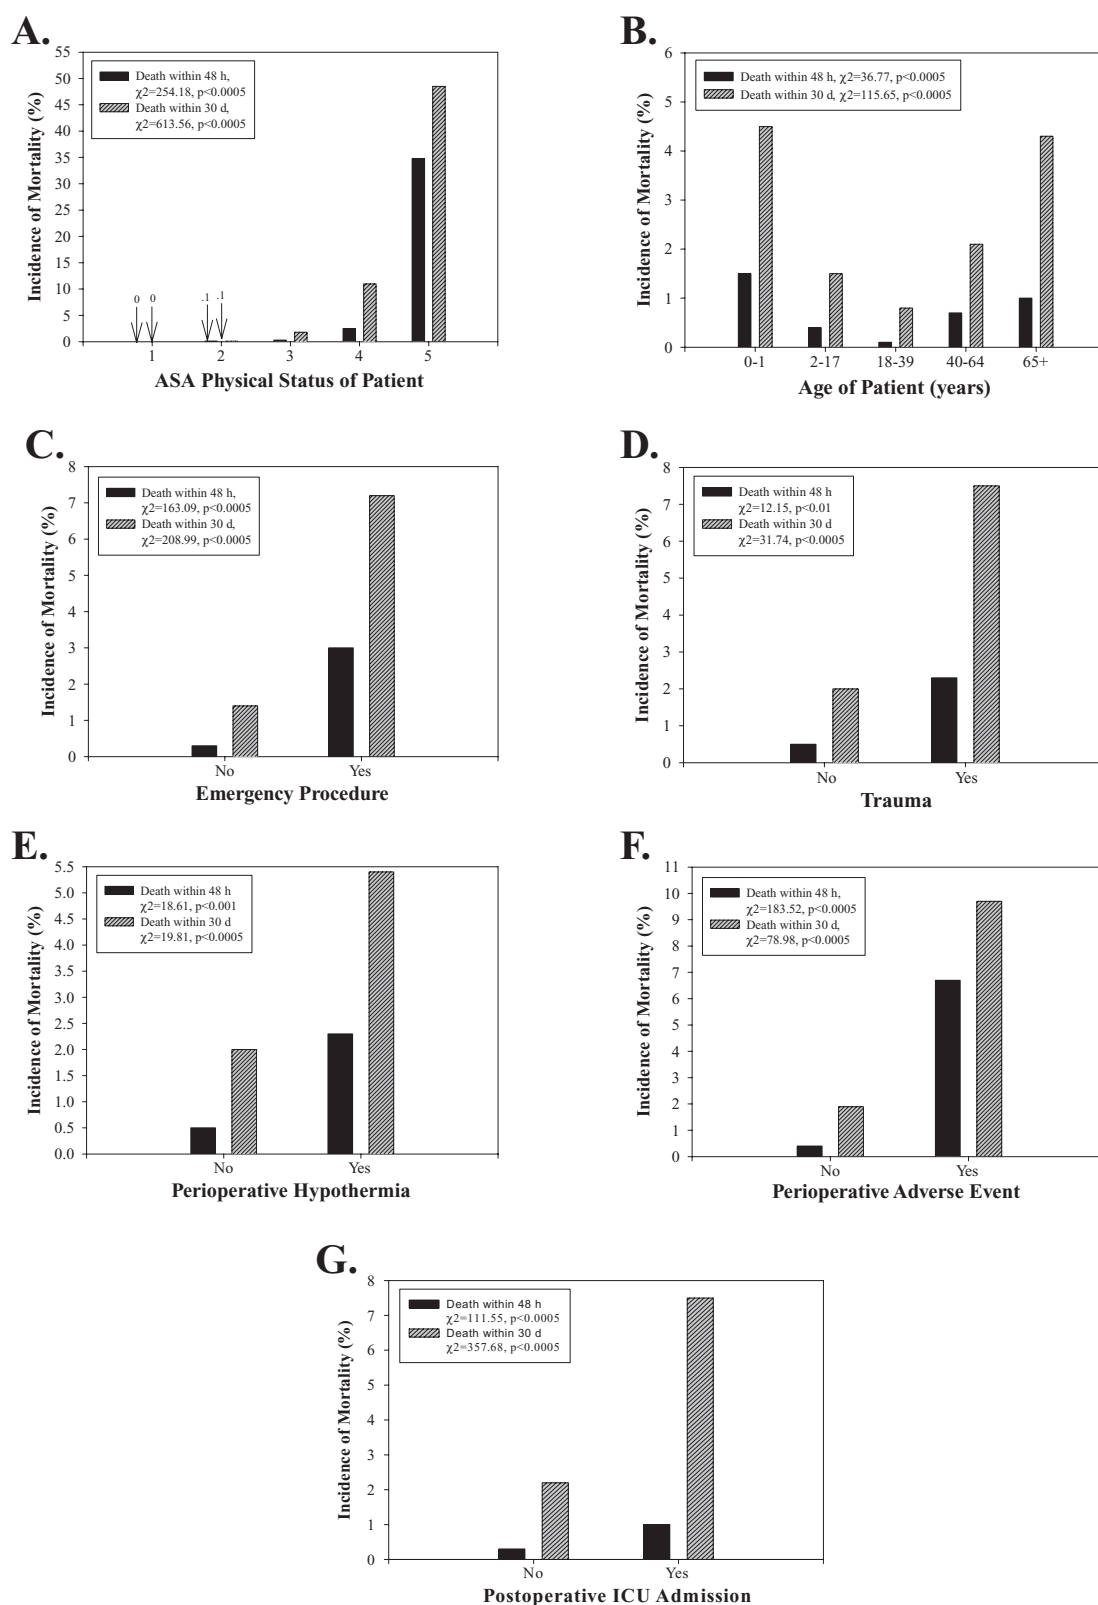 A.
55
50
45
40
35
30
25
20
15
10
5
0
Incidence of Mortality (%)
Death within 48 h,
χ2=254.18, p<0.0005
Death within 30 d,
χ2=613.56, p<0.0005
0 0 .1 .1
1 2 3 4 5
ASA Physical Status of Patient
B.
6
5
4
3
2
1
0
Incidence of Mortality (%)
Death within 48 h, χ2=36.77, p<0.0005
Death within 30 d, χ2=115.65, p<0.0005
0-1 2-17 18-39 40-64 65+
Age of Patient (years)
C.
8
7
6
5
4
3
2
1
0
Incidence of Mortality (%)
Death within 48 h,
χ2=163.09, p<0.0005
Death within 30 d,
χ2=208.99, p<0.0005
No Yes
Emergency Procedure
D.
8
7
6
5
4
3
2
1
0
Incidence of Mortality (%)
Death within 48 h
χ2=12.15, p<0.01
Death within 30 d
χ2=31.74, p<0.0005
No Yes
Trauma
E.
5.5
5.0
4.5
4.0
3.5
3.0
2.5
2.0
1.5
1.0
0.5
0.0
Incidence of Mortality (%)
Death within 48 h
χ2=18.61, p<0.001
Death within 30 d
χ2=19.81, p<0.0005
No Yes
Perioperative Hypothermia
F.
11
10
9
8
7
6
5
4
3
2
1
0
Incidence of Mortality (%)
Death within 48 h,
χ2=183.52, p<0.0005
Death within 30 d,
χ2=78.98, p<0.0005
No Yes
Perioperative Adverse Event
G.
8
7
6
5
4
3
2
1
0
Incidence of Mortality (%)
Death within 48 h
χ2=111.55, p<0.0005
Death within 30 d
χ2=357.68, p<0.0005
No Yes
Postoperative ICU Admission